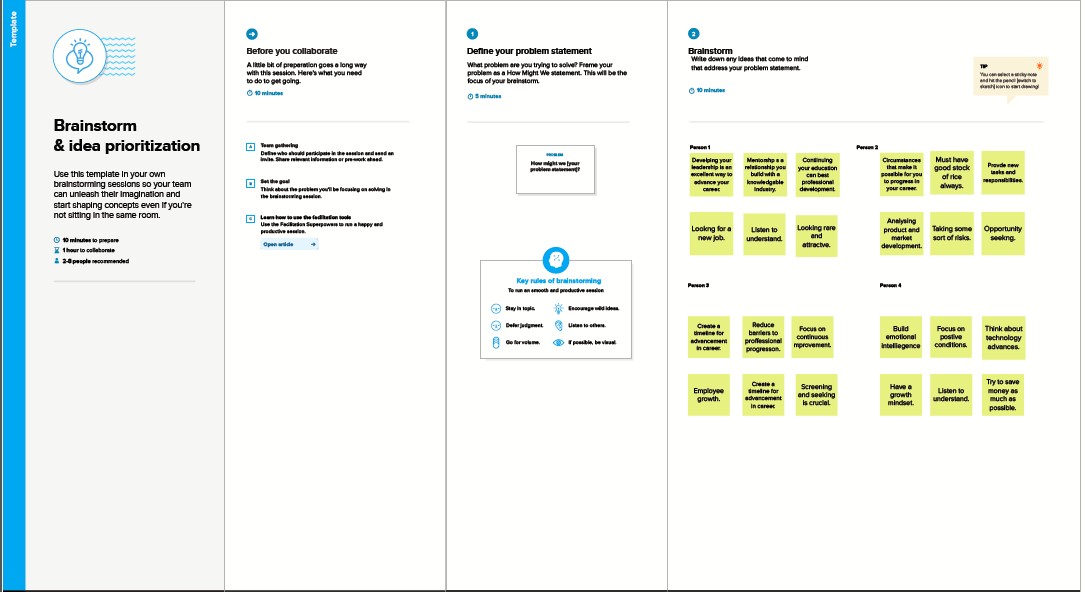 Template
Brainstorm
& idea prioritization
Use this template in your own
brainstorming sessions so your team
can unleash their imagination and
start shaping concepts even if you're
not sitting in the same room.
10 minutes to prepare
1 hour to collaborate
2-8 people recommended
Before you collaborate
A little bit of preparation goes a long way
with this session. Here's what you need
to do to get going.
10 minutes
A
Team gathering
Define who should participate in the session and send an
invite. Share relevant information or pre-work ahead.
B
Set the goal
Think about the problem you'll be focusing on solving in
the brainstorming session.
C
Learn how to use the facilitation tools
Use the Facilitation Superpowers to run a happy and
productive session.
Open article
1
Define your problem statement
What problem are you trying to solve? Frame your
problem as a How Might We statement. This will be the
focus of your brainstorm.
5 minutes
PROBLEM
How might we [your
problem statement]?
Key rules of brainstorming
To run an smooth and productive session
Stay in topic.
Encourage wild ideas.
Defer judgment.
Listen to others.
Go for volume.
If possible, be visual.
2
Brainstorm
Write down any ideas that come to mind
that address your problem statement.
10 minutes
TIP
You can select a sticky note
and hit the pencil [switch to
sketch] icon to start drawing!
Person 1
Develping your
leadership is an
excellent way to
advance your
career.
Mentorship s a
relationship you
build with a
knowledgable
industry.
Continuing
your education
can best
professional
development.
Looking for a
new job.
Listen to
understand.
Looking rare
and
attractve.
Person 2
Circumstances
that make it
possible for you
to progress in
your career.
Must have
good stock
of rice
always.
Provde new
tasks and
responsibilities.
Analysing
product and
market
development.
Taking some
sort of risks.
Opportunity
seekng.
Person 3
Create a
timeline for
advancement
in career.
Reduce
barriers to
proffessional
progresson.
Focus on
continuous
mprovement.
Employee
growth.
Create a
timeline for
advancement
in career.
Screening
and seeking
is crucial.
Person 4
Build
emotional
intelliegence
Focus on
postive
conditions.
Think about
technology
advances.
Have a
growth
mindset.
Listen to
understand.
Try to save
money as
much as
possible.